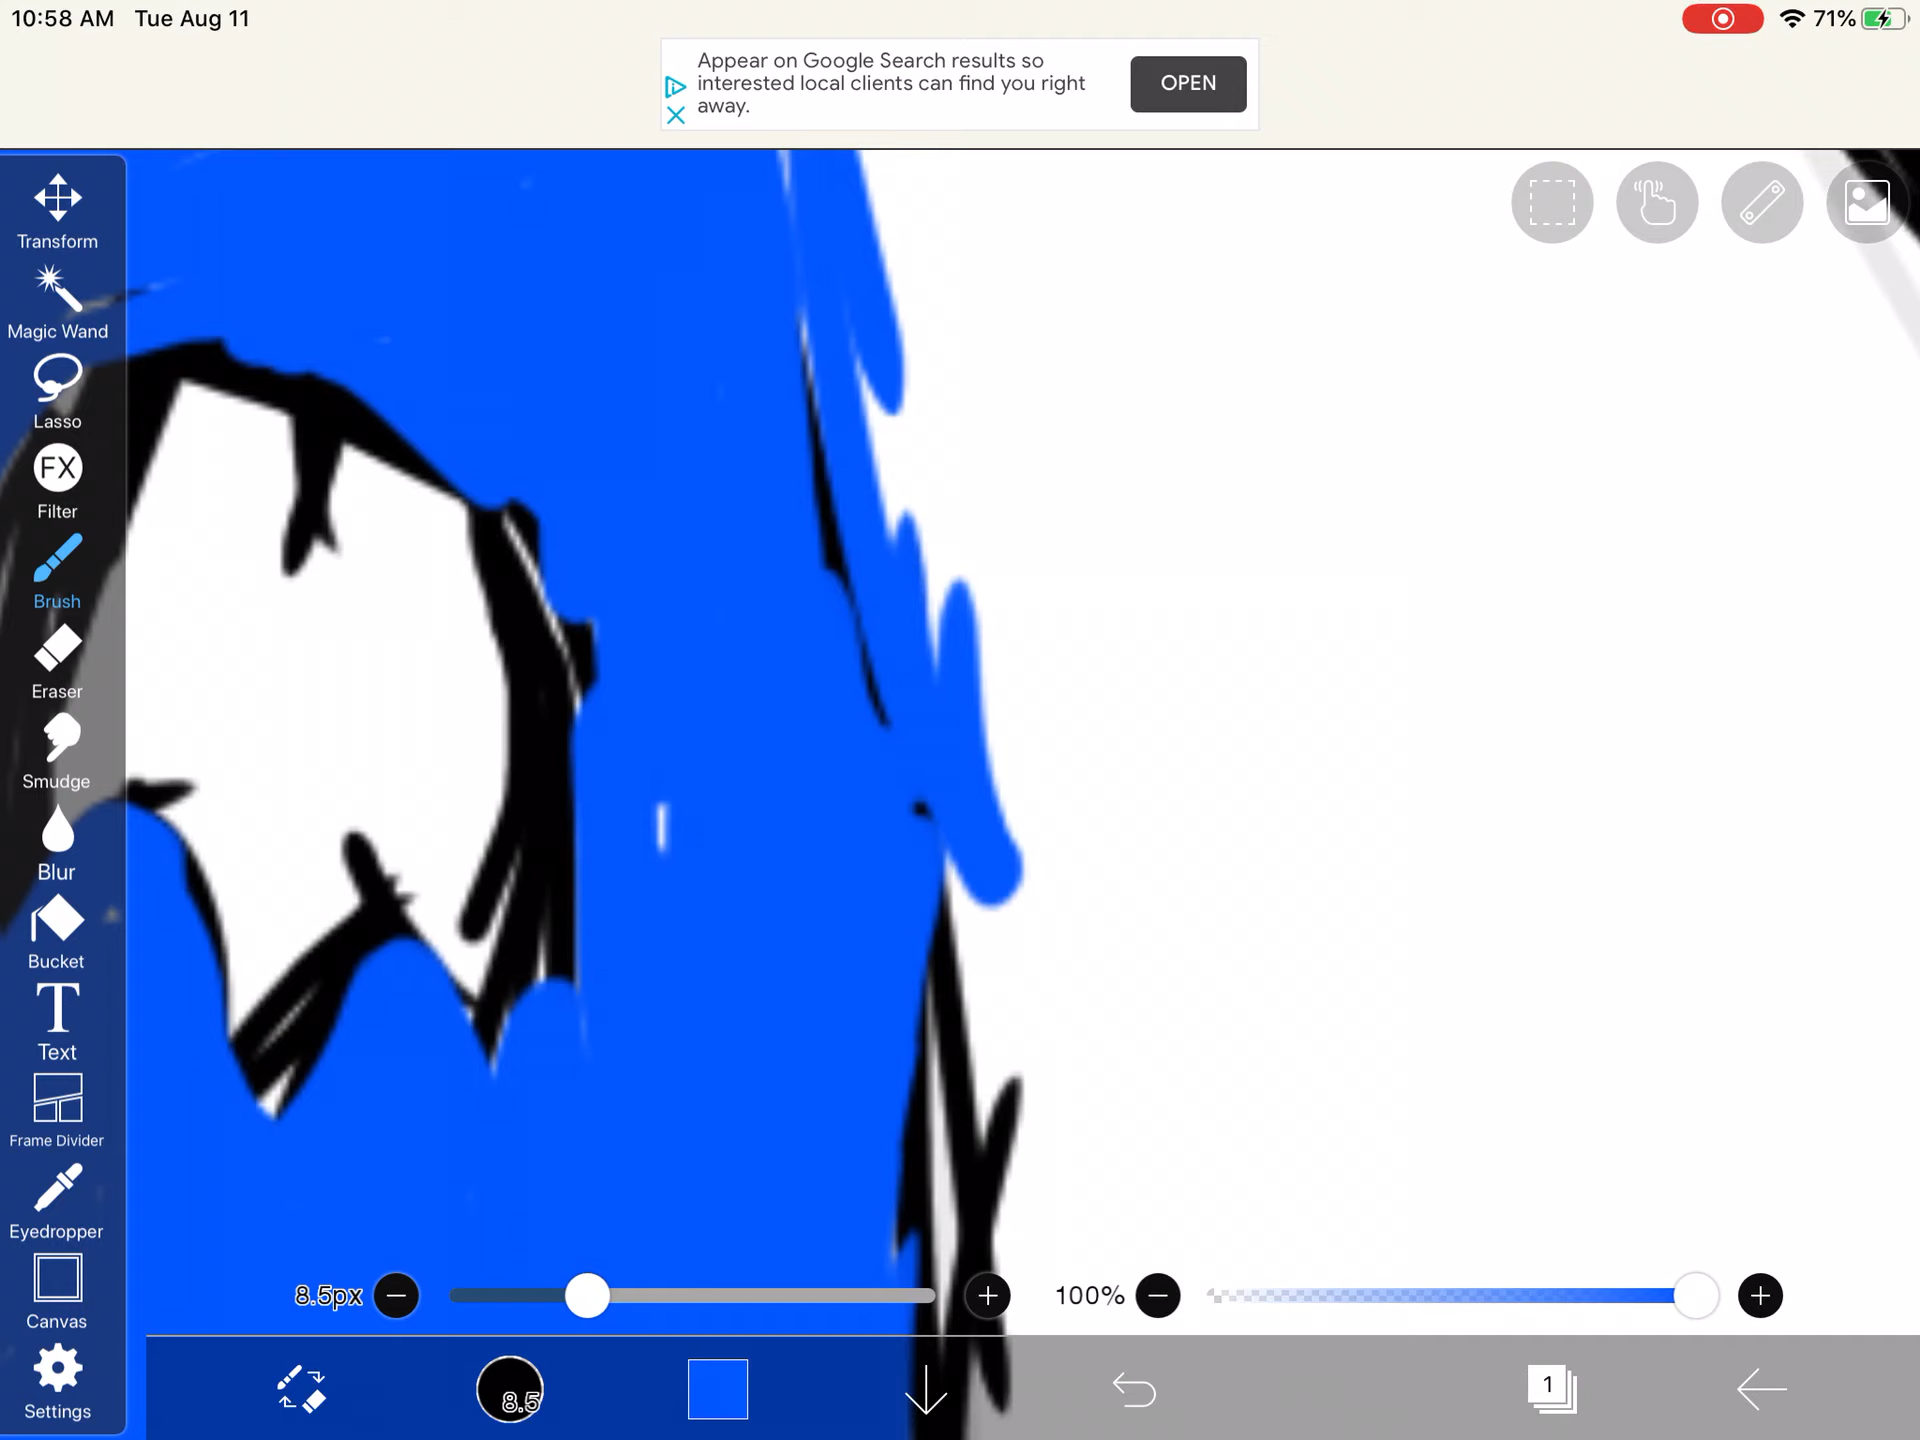 10:58 AM Tue Aug 11
71%
Appear on Google Search results so
interested local clients can find you right
away.
OPEN
Transform
Magic Wand
Lasso
FX
Filter
Brush
Eraser
Smudge
Blur
Bucket
T
Text
Frame Divider
Eyedropper
Canvas
Settings
8.5px
100%
8.5
1